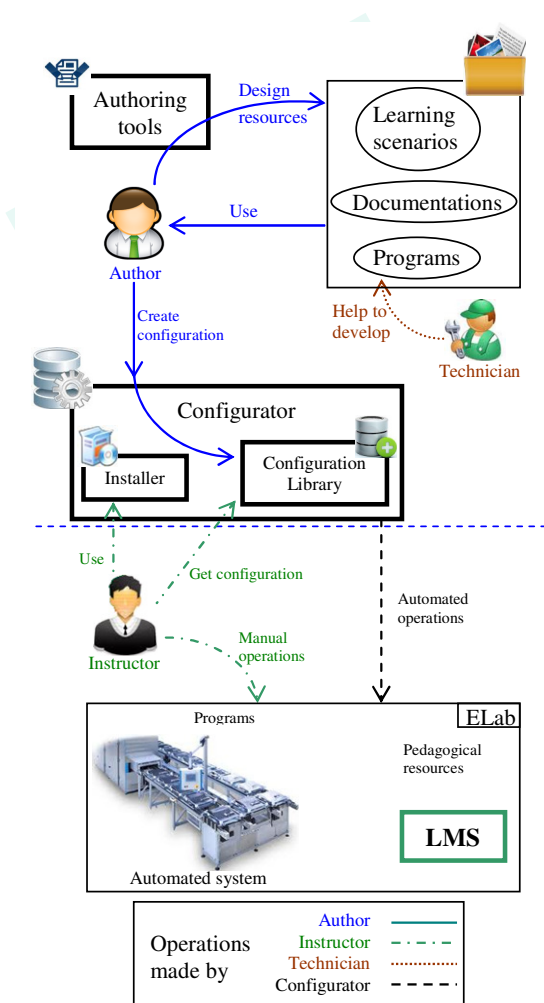 Authoring
tools
Design
resources
Learning
scenarios
Documentations
Programs
Use
Author
Help to
develop
Technician
Create
configuration
Configurator
Installer
Configuration
Library
Use
Get configuration
Instructor
Manual
operations
Automated
operations
Programs
ELab
Pedagogical
resources
LMS
Automated system
Operations
made by
Author
Instructor
Technician
Configurator